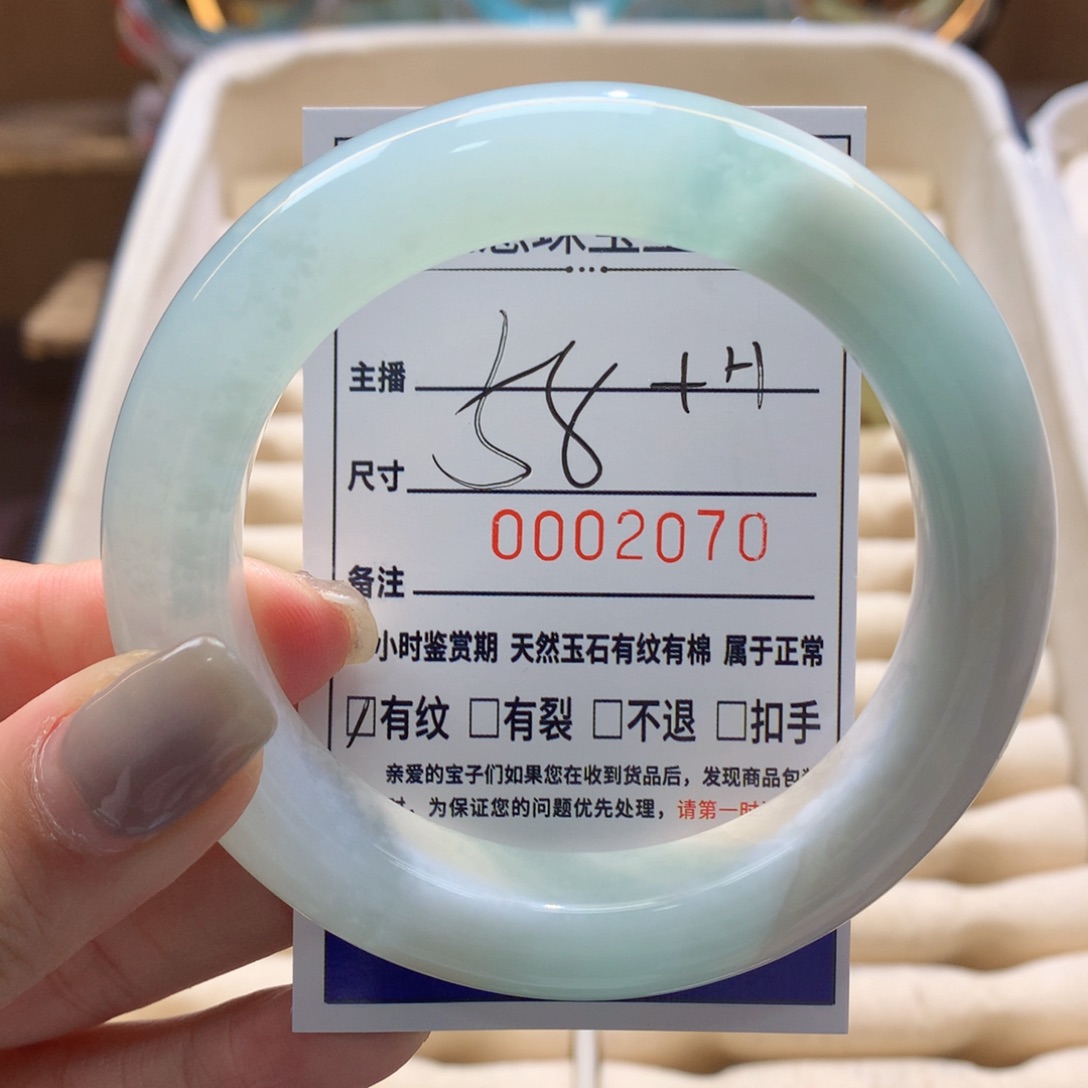 主播
58 +
尺寸
0002070
备注
小时鉴赏期 天然玉石有纹有棉 属于正常
☑有纹 □有裂 □不退 □扣手
亲爱的宝子们如果您在收到货品后，发现商品包
时，为保证您的问题优先处理，请第一时